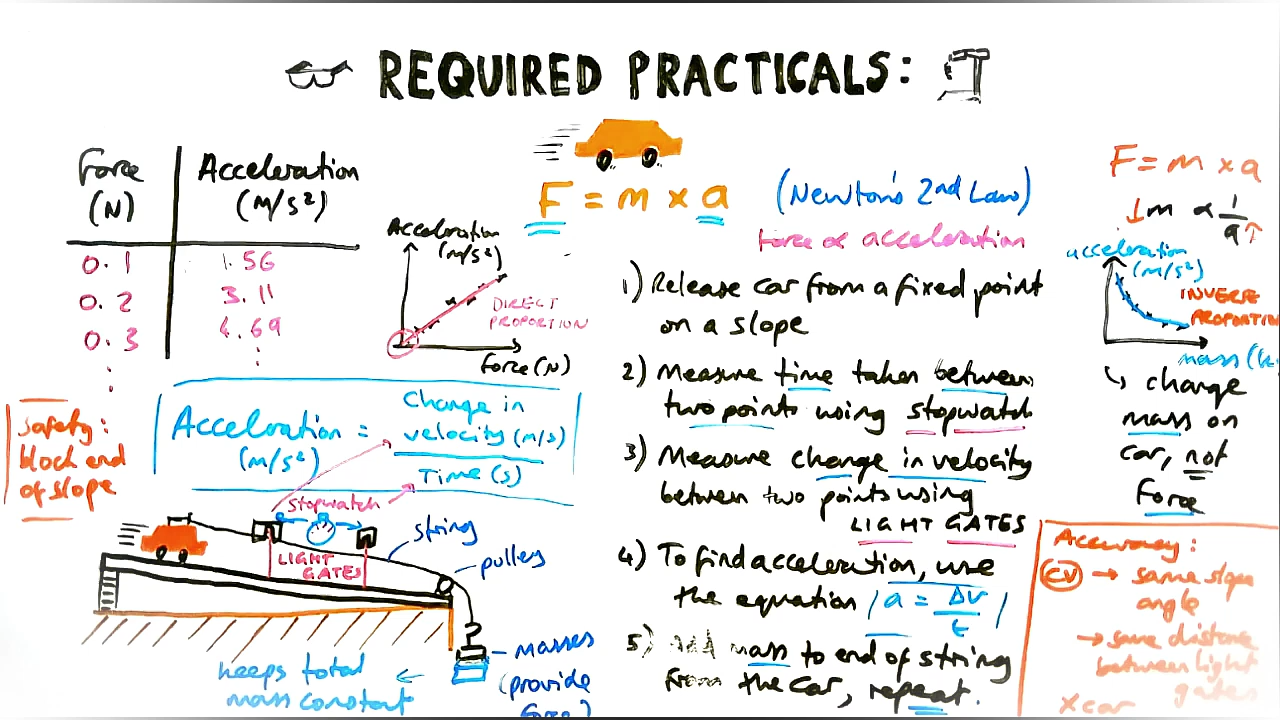 REQUIRED PRACTICALS:
Force
(N)
Acceleration
(M/S²)
0.1 1.56
0.2 3.11
0.3 4.69
F = m x a
(Newton's 2nd Law)
Force ∝ acceleration
Acceleration
(M/S²)
DIRECT
PROPORTION
Force (N)
Safety:
block end
of slope
Acceleration =
(M/S²)
Change in
velocity (m/s)
Time (s)
Stopwatch
LIGHT
GATES
string
pulley
masses
(provide
force)
keeps total
mass constant
1) Release car from a fixed point
on a slope
2) Measure time taken between
two points using stopwatch
3) Measure change in velocity
between two points using
LIGHT GATES
4) To find acceleration, use
the equation a = Δv
t
5) Add mass to end of string
from the car, repeat.
F = m x a
↓m ∝ 1
a↑
acceleration
(M/S²)
INVERSE
PROPORTION
mass
↳ change
mass on
car, not
Force
Accuracy:
CV → same slope
angle
→ same distance
between light
gates
x car